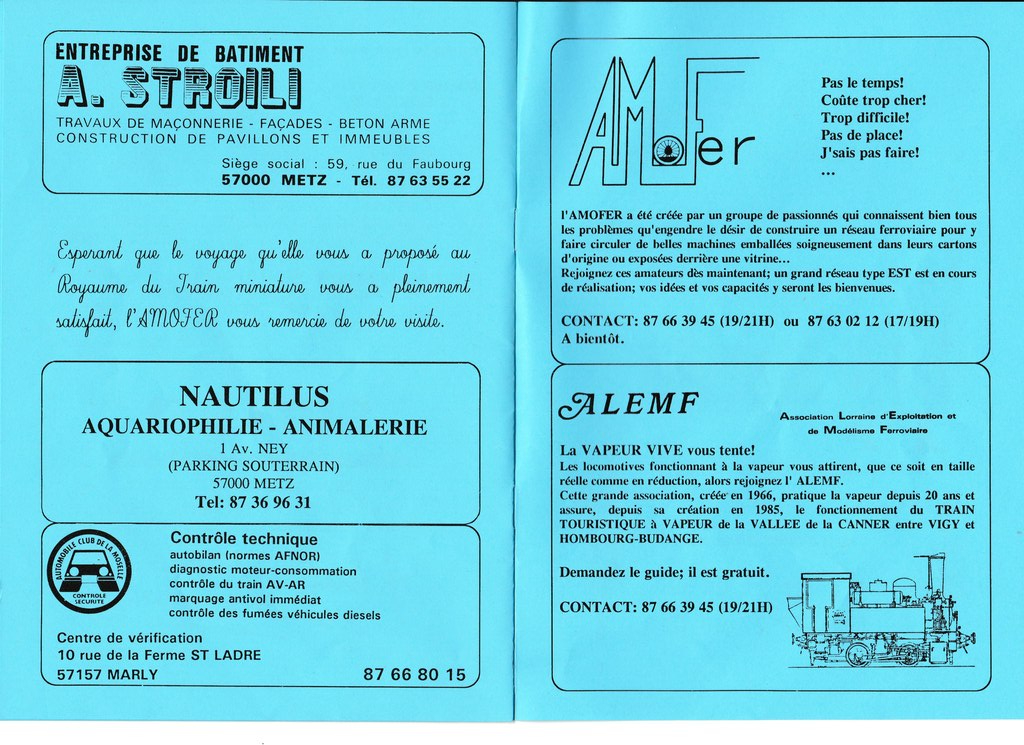 ENTREPRISE DE BATIMENT
A. STROILI
TRAVAUX DE MAÇONNERIE - FAÇADES - BETON ARME
CONSTRUCTION DE PAVILLONS ET IMMEUBLES
Siège social : 59, rue du Faubourg
57000 METZ - Tél. 87 63 55 22
Esperant que le voyage qu'elle vous a proposé au
Royaume du Train miniature vous a pleinement
satisfait, l'AMOFER vous remercie de votre visite.
NAUTILUS
AQUARIOPHILIE - ANIMALERIE
1 Av. NEY
(PARKING SOUTERRAIN)
57000 METZ
Tel: 87 36 96 31
AUTOMOBILE CLUB DE LA MOSELLE
CONTROLE
SECURITE
Contrôle technique
autobilan (normes AFNOR)
diagnostic moteur-consommation
contrôle du train AV-AR
marquage antivol immédiat
contrôle des fumées véhicules diesels
Centre de vérification
10 rue de la Ferme ST LADRE
57157 MARLY 87 66 80 15
AMOFer
Pas le temps!
Coûte trop cher!
Trop difficile!
Pas de place!
J'sais pas faire!
...
l'AMOFER a été créée par un groupe de passionnés qui connaissent bien tous
les problèmes qu'engendre le désir de construire un réseau ferroviaire pour y
faire circuler de belles machines emballées soigneusement dans leurs cartons
d'origine ou exposées derrière une vitrine...
Rejoignez ces amateurs dès maintenant; un grand réseau type EST est en cours
de réalisation; vos idées et vos capacités y seront les bienvenues.
CONTACT: 87 66 39 45 (19/21H) ou 87 63 02 12 (17/19H)
A bientôt.
ALEMF
Association Lorraine d'Exploitation et
de Modélisme Ferroviaire
La VAPEUR VIVE vous tente!
Les locomotives fonctionnant à la vapeur vous attirent, que ce soit en taille
réelle comme en réduction, alors rejoignez l' ALEMF.
Cette grande association, créée en 1966, pratique la vapeur depuis 20 ans et
assure, depuis sa création en 1985, le fonctionnement du TRAIN
TOURISTIQUE à VAPEUR de la VALLEE de la CANNER entre VIGY et
HOMBOURG-BUDANGE.
Demandez le guide; il est gratuit.
CONTACT: 87 66 39 45 (19/21H)